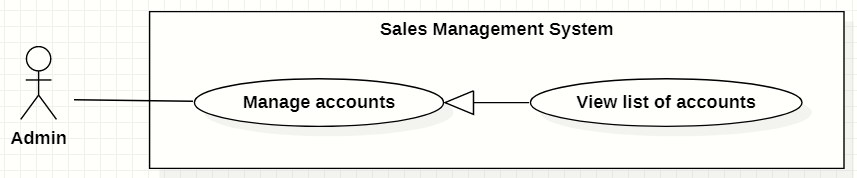 Sales Management System
Manage accounts
View list of accounts
Admin